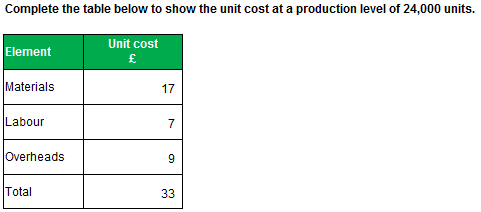 Complete the table below to show the unit cost at a production level of 24,000 units.
Element Unit cost
£
Materials 17
Labour 7
Overheads 9
Total 33